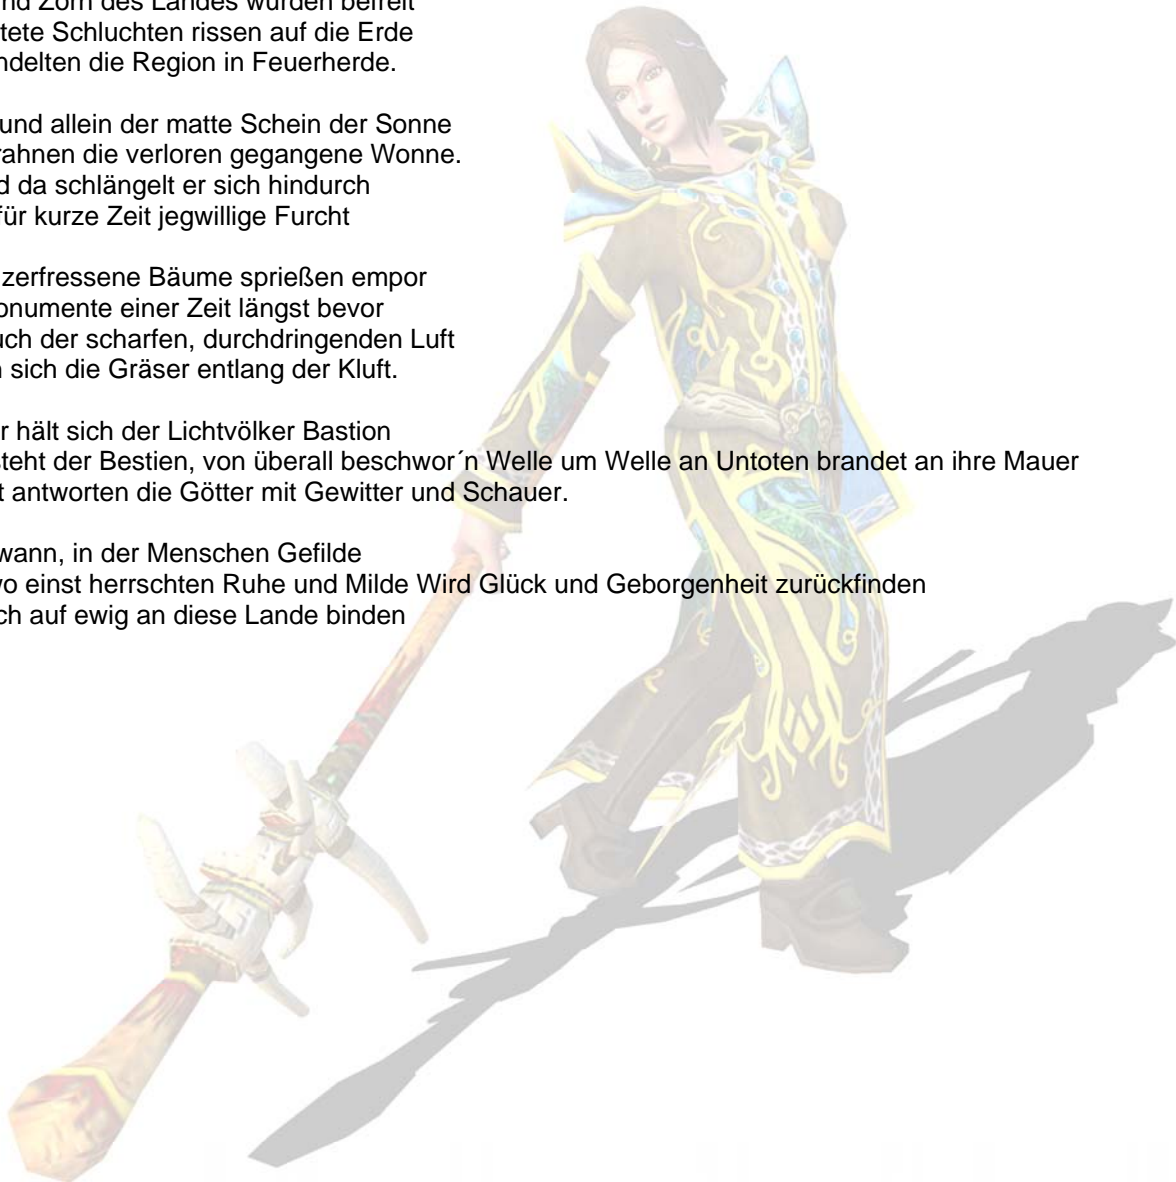 nd Zorn des Landes wurden befreit
tete Schluchten rissen auf die Erde
ndelten die Region in Feuerherde.
und allein der matte Schein der Sonne
rahnen die verloren gegangene Wonne.
d da schlängelt er sich hindurch
für kurze Zeit jegwillige Furcht
zerfressene Bäume sprießen empor
onumente einer Zeit längst bevor
uch der scharfen, durchdringenden Luft
n sich die Gräser entlang der Kluft.
r hält sich der Lichtvölker Bastion
steht der Bestien, von überall beschwor´n Welle um Welle an Untoten brandet an ihre Mauer
t antworten die Götter mit Gewitter und Schauer.
wann, in der Menschen Gefilde
wo einst herrschten Ruhe und Milde Wird Glück und Geborgenheit zurückfinden
ch auf ewig an diese Lande binden